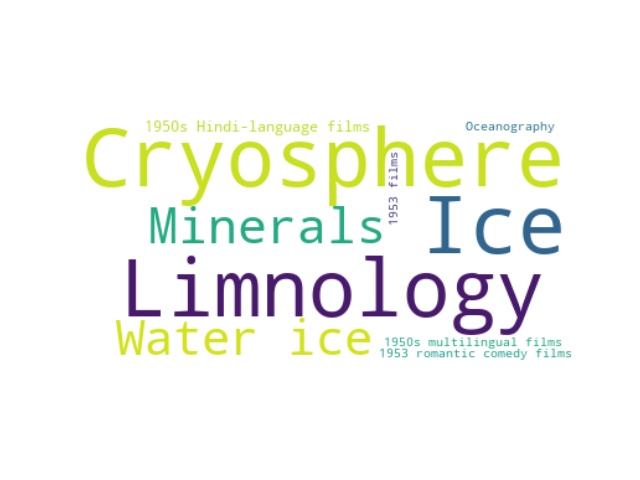 1950s Hindi-language films
Oceanography
Cryosphere
1953 films
Minerals
Ice
Limnology
Water ice
1950s multilingual films
1953 romantic comedy films